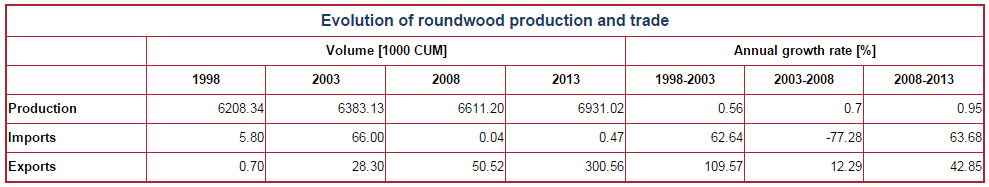 Evolution of roundwood production and trade
Volume [1000 CUM] Annual growth rate [%]
1998 2003 2008 2013 1998-2003 2003-2008 2008-2013
Production 6208.34 6383.13 6611.20 6931.02 0.56 0.7 0.95
Imports 5.80 66.00 0.04 0.47 62.64 -77.28 63.68
Exports 0.70 28.30 50.52 300.56 109.57 12.29 42.85